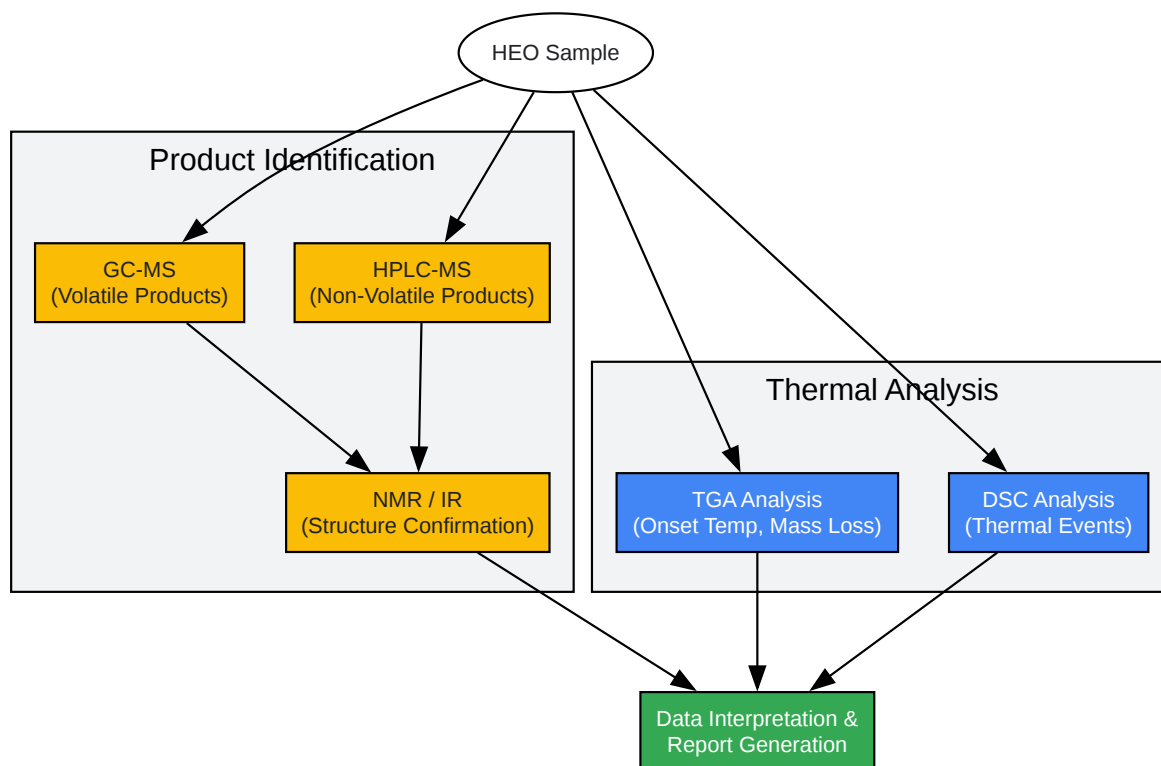 HEO Sample
Product Identification
GC-MS
(Volatile Products)
HPLC-MS
(Non-Volatile Products)
Thermal Analysis
NMR / IR
(Structure Confirmation)
TGA Analysis
(Onset Temp, Mass Loss)
DSC Analysis
(Thermal Events)
Data Interpretation &
Report Generation